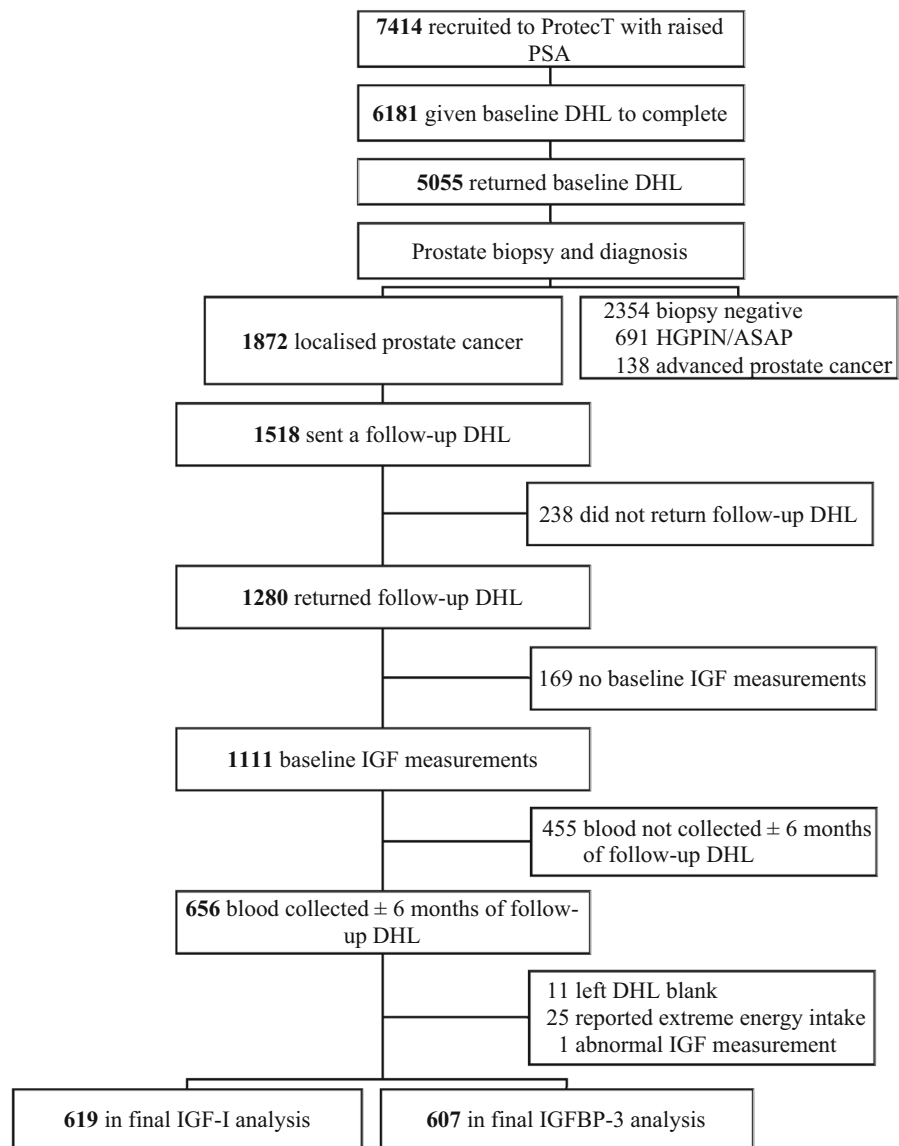 7414 recruited to ProtecT with raised
PSA
6181 given baseline DHL to complete
5055 returned baseline DHL
Prostate biopsy and diagnosis
1872 localised prostate cancer
2354 biopsy negative
691 HGPIN/ASAP
138 advanced prostate cancer
1518 sent a follow-up DHL
238 did not return follow-up DHL
1280 returned follow-up DHL
169 no baseline IGF measurements
1111 baseline IGF measurements
455 blood not collected ± 6 months
of follow-up DHL
656 blood collected ± 6 months of follow-
up DHL
11 left DHL blank
25 reported extreme energy intake
1 abnormal IGF measurement
619 in final IGF-I analysis
607 in final IGFBP-3 analysis